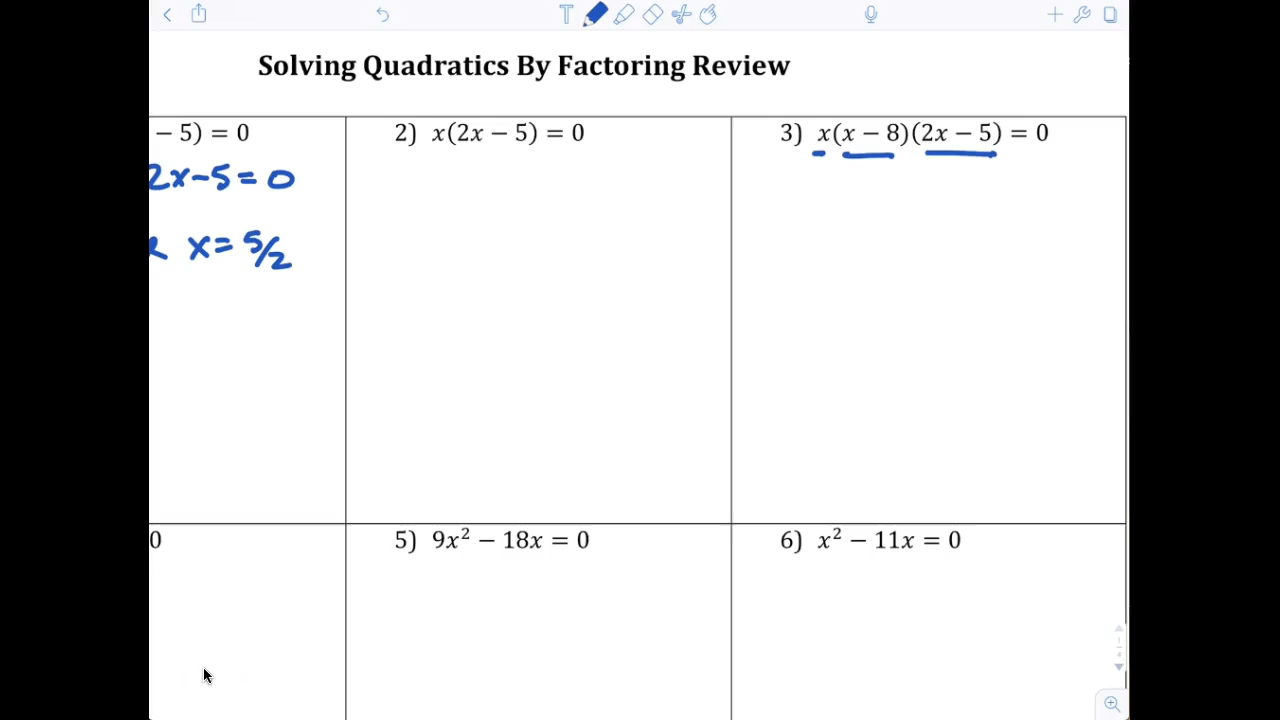 Solving Quadratics By Factoring Review
− 5) = 0
2x−5=0
x= 5/2
2) x(2x − 5) = 0
3) x(x − 8)(2x − 5) = 0
0
5) 9x² − 18x = 0
6) x² − 11x = 0